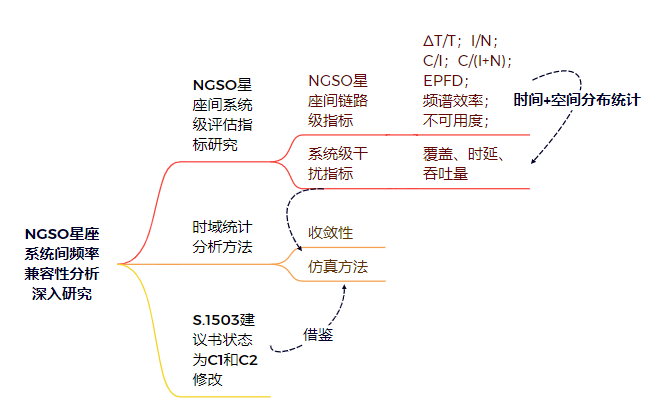 NGSO星座
系统间频率
兼容性分析
深入研究
NGSO星
座间系统
级评估指
标研究
NGSO星
座间链路
级指标
ΔT/T；I/N；
C/I；C/(I+N)；
EPFD；
频谱效率；
不可用度；
时间+空间分布统计
系统级干
扰指标
覆盖、时延、
吞吐量
时域统计
分析方法
收敛性
仿真方法
S.1503建
议书状态
为C1和C2
修改
借鉴